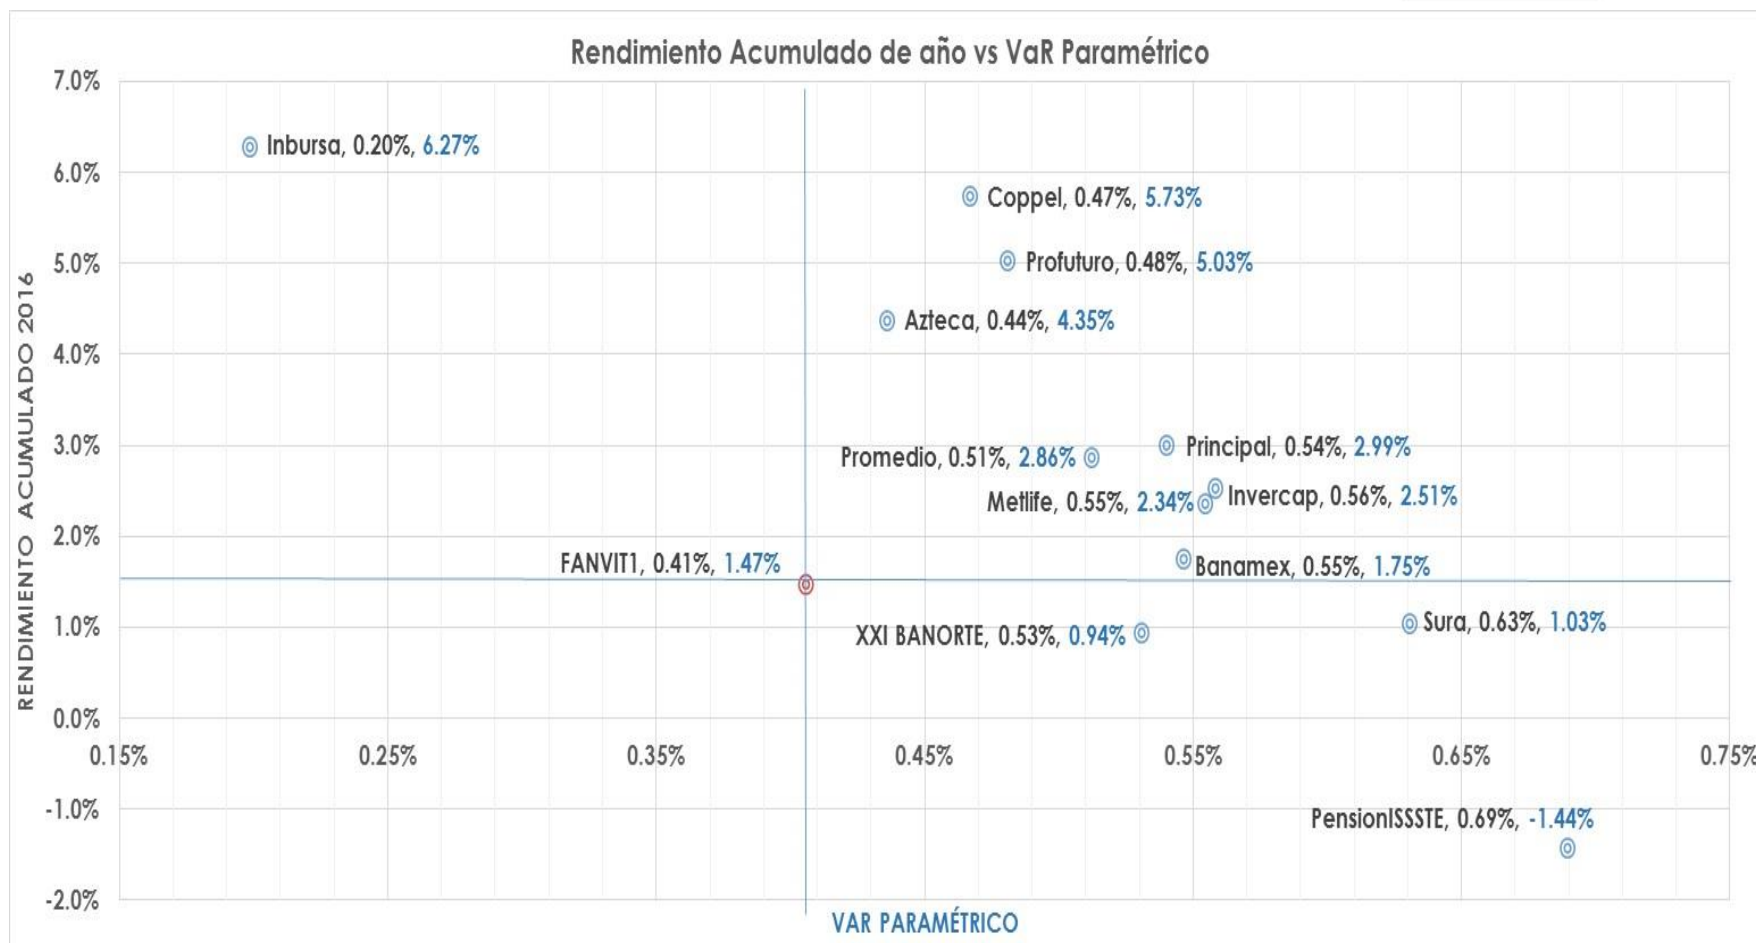 Rendimiento Acumulado de año vs VaR Paramétrico
7.0%
Inbursa, 0.20%, 6.27%
6.0%
Coppel, 0.47%, 5.73%
5.0%
Profuturo, 0.48%, 5.03%
Azteca, 0.44%, 4.35%
4.0%
3.0%
Principal, 0.54%, 2.99%
Promedio, 0.51%, 2.86%
Invercap, 0.56%, 2.51%
Metlife, 0.55%, 2.34%
2.0%
FANVIT1, 0.41%, 1.47%
Banamex, 0.55%, 1.75%
1.0%
Sura, 0.63%, 1.03%
XXI BANORTE, 0.53%, 0.94%
0.0%
0.15% 0.25% 0.35% 0.45% 0.55% 0.65% 0.75%
-1.0%
PensionISSSTE, 0.69%, -1.44%
-2.0%
RENDIMIENTO ACUMULADO 2016
VAR PARAMÉTRICO